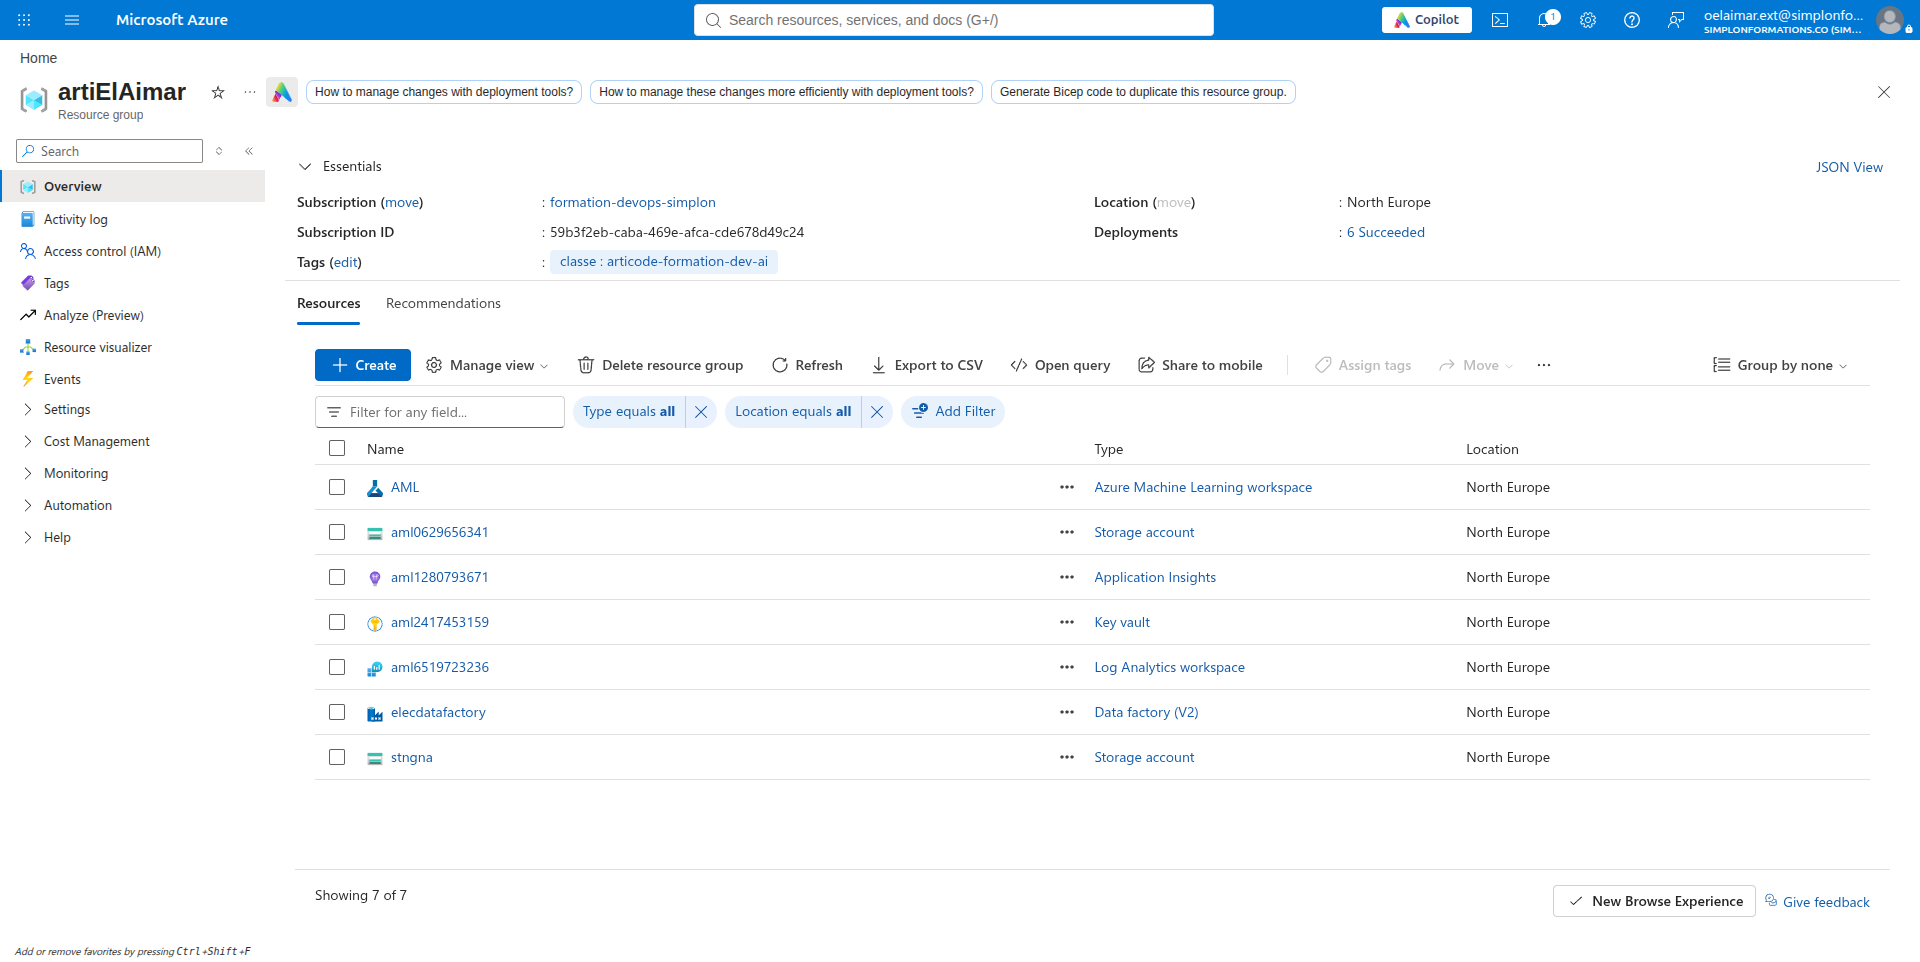 Microsoft Azure
Search resources, services, and docs (G+/)
Copilot
1
oelaimar.ext@simplonfo...
SIMPLONFORMATIONS.CO (SIM...
Home
artiElAimar
Resource group
How to manage changes with deployment tools?
How to manage these changes more efficiently with deployment tools?
Generate Bicep code to duplicate this resource group.
Search
Overview
Activity log
Access control (IAM)
Tags
Analyze (Preview)
Resource visualizer
Events
Settings
Cost Management
Monitoring
Automation
Help
Add or remove favorites by pressing Ctrl+Shift+F
Essentials
JSON View
Subscription (move) : formation-devops-simplon
Location (move) : North Europe
Subscription ID : 59b3f2eb-caba-469e-afca-cde678d49c24
Deployments : 6 Succeeded
Tags (edit) : classe : articode-formation-dev-ai
Resources Recommendations
Create Manage view Delete resource group Refresh Export to CSV Open query Share to mobile Assign tags Move ... Group by none
Filter for any field... Type equals all Location equals all Add Filter
Name Type Location
AML ••• Azure Machine Learning workspace North Europe
aml0629656341 ••• Storage account North Europe
aml1280793671 ••• Application Insights North Europe
aml2417453159 ••• Key vault North Europe
aml6519723236 ••• Log Analytics workspace North Europe
elecdatafactory ••• Data factory (V2) North Europe
stngna ••• Storage account North Europe
Showing 7 of 7
New Browse Experience
Give feedback